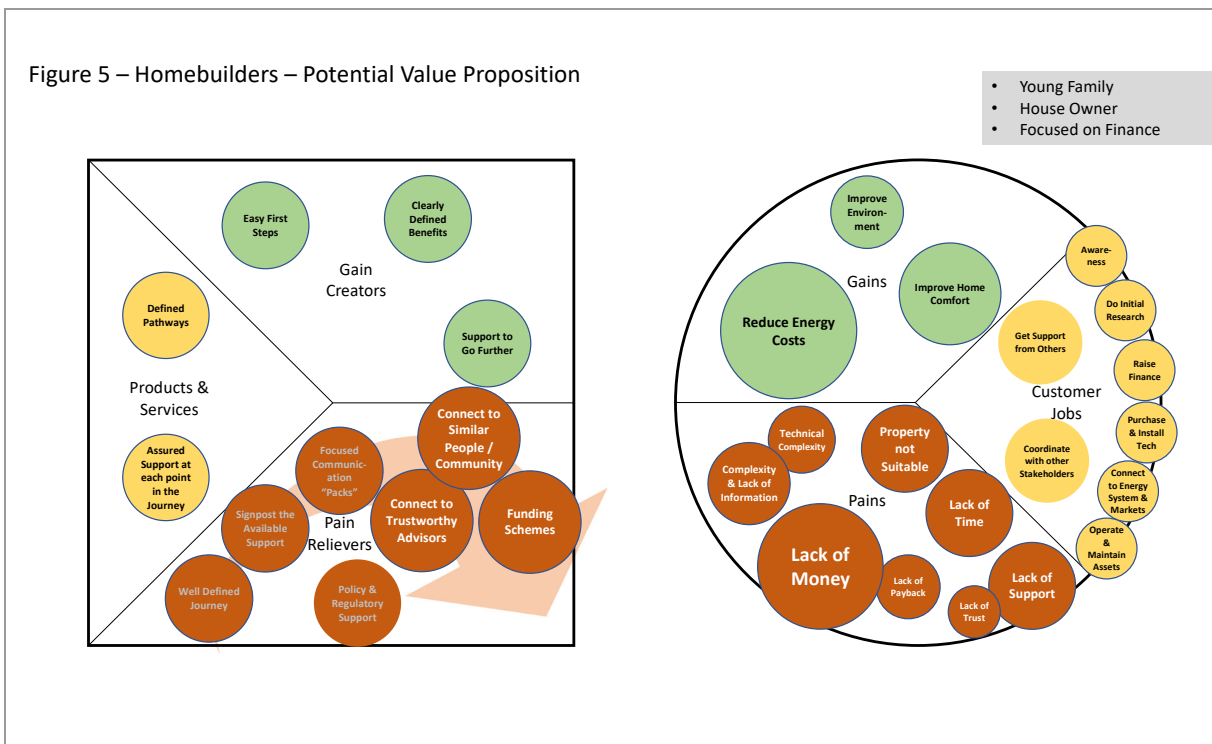 Figure 5 – Homebuilders – Potential Value Proposition
• Young Family
• House Owner
• Focused on Finance
Easy First
Steps
Clearly
Defined
Benefits
Gain
Creators
Support to
Go Further
Defined
Pathways
Products &
Services
Assured
Support at
each point
in the
Journey
Connect to
Similar
People /
Community
Focused
Communic-
ation
"Packs"
Signpost the
Available
Support
Pain
Relievers
Connect to
Trustworthy
Advisors
Funding
Schemes
Well Defined
Journey
Policy &
Regulatory
Support
Improve
Environ-
ment
Gains
Improve Home
Comfort
Reduce Energy
Costs
Aware-
ness
Do Initial
Research
Get Support
from Others
Raise
Finance
Customer
Jobs
Purchase
& Install
Tech
Coordinate
with other
Stakeholders
Connect
to Energy
System &
Markets
Operate &
Maintain
Assets
Technical
Complexity
Property
not
Suitable
Complexity
& Lack of
Information
Pains
Lack of
Time
Lack of
Money
Lack of
Payback
Lack of
Trust
Lack of
Support